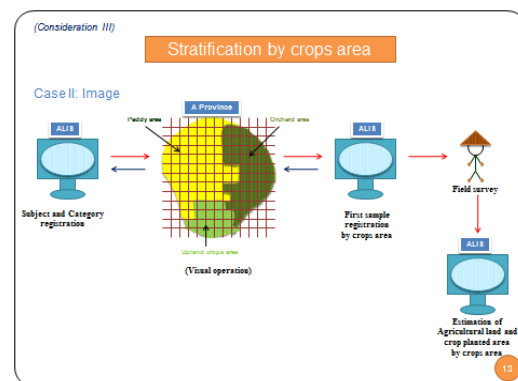 (Consideration III)
Stratification by crops area
Case II: Image
A Province
ALIS
Paddy area
Orchard area
ALIS
Subject and Category
registration
Upland crops area
(Visual operation)
First sample
registration
by crops area
Field survey
ALIS
Estimation of
Agricultural land and
crop planted area
by crops area
13